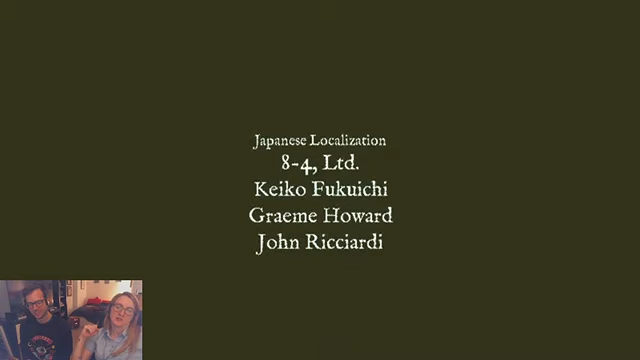 Japanese Localization
8-4, Ltd.
Keiko Fukuichi
Graeme Howard
John Ricciardi